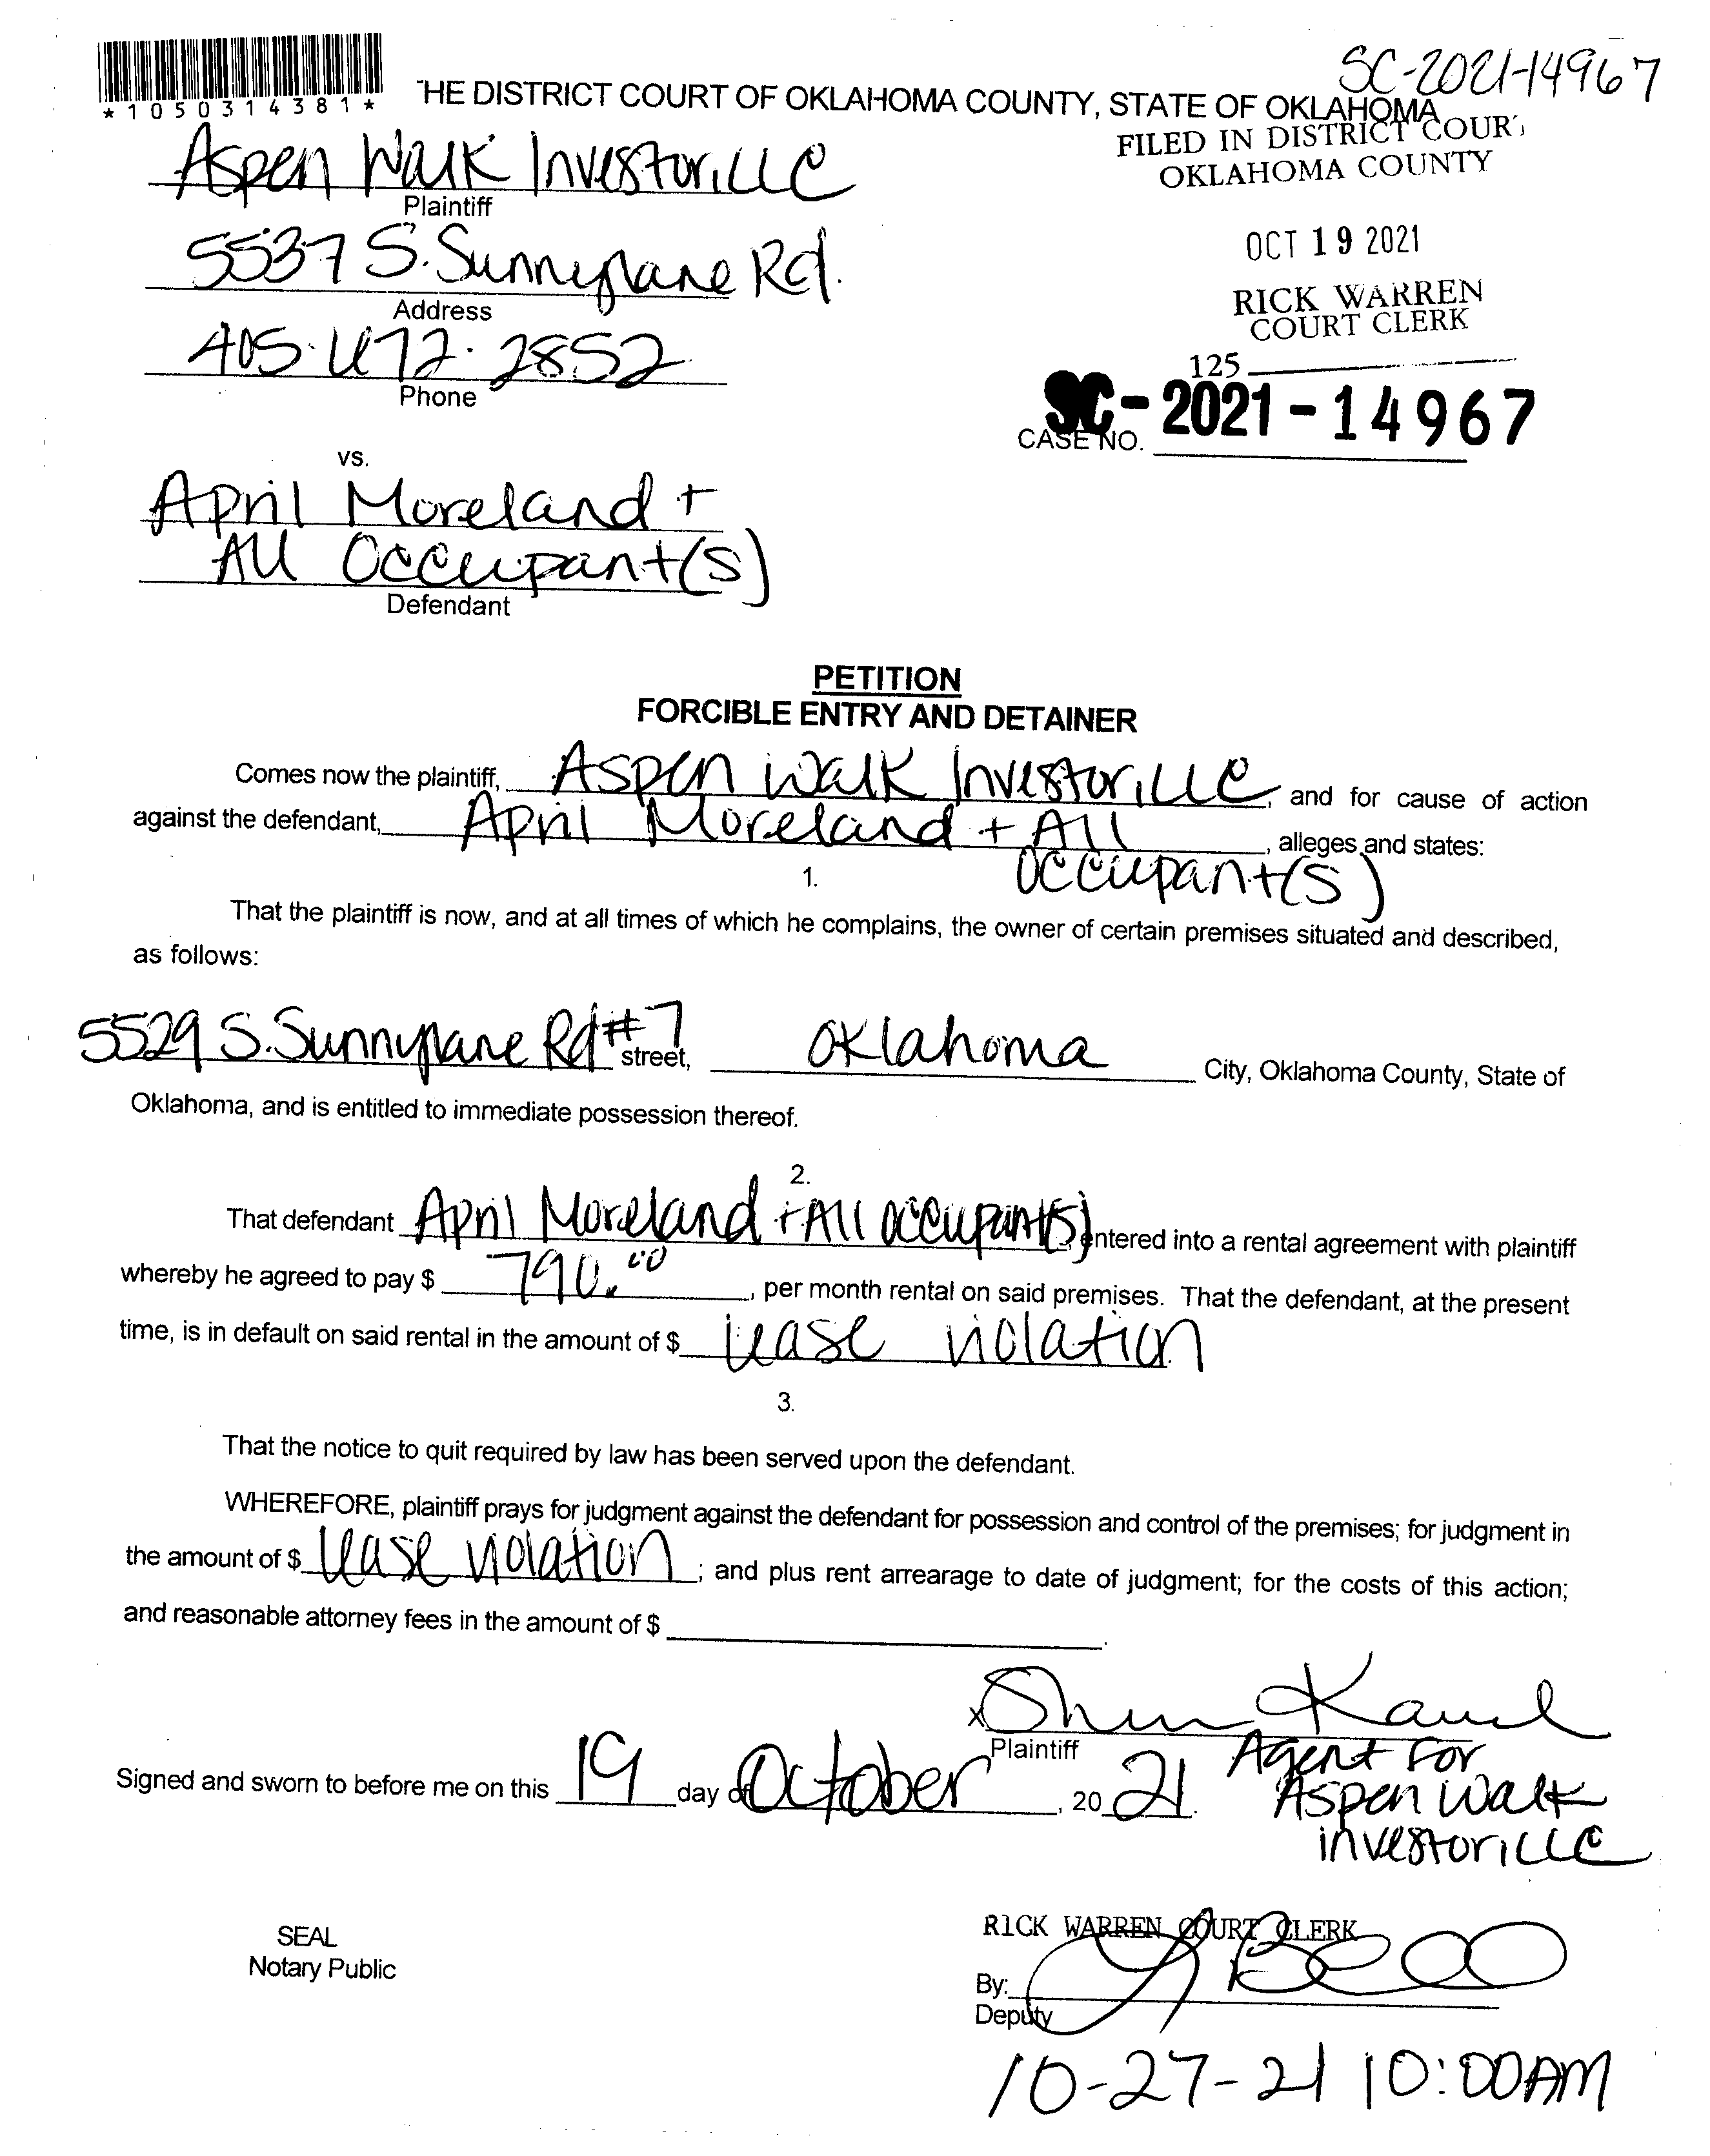 SC-2021-14967
*1050314381*
THE DISTRICT COURT OF OKLAHOMA COUNTY, STATE OF OKLAHOMA
FILED IN DISTRICT COURT
OKLAHOMA COUNTY
Aspen Walk Investor, LLC
Plaintiff
5537 S. Sunnylane Rd.
Address
OCT 19 2021
RICK WARREN
COURT CLERK
405. 2852
Phone
125
SC-2021-14967
CASE NO.
vs.
April Moreland +
All Occupant(s)
Defendant
PETITION
FORCIBLE ENTRY AND DETAINER
Comes now the plaintiff, Aspen Walk Investor, LLC, and for cause of action
against the defendant, April Moreland + All Occupant(s), alleges and states:
1.
That the plaintiff is now, and at all times of which he complains, the owner of certain premises situated and described,
as follows:
5529 S. Sunnylane Rd #7 street, Oklahoma City, Oklahoma County, State of
Oklahoma, and is entitled to immediate possession thereof.
2.
That defendant April Moreland + All Occupant(s), entered into a rental agreement with plaintiff
whereby he agreed to pay $ 790.00, per month rental on said premises. That the defendant, at the present
time, is in default on said rental in the amount of $ lease violation
3.
That the notice to quit required by law has been served upon the defendant.
WHEREFORE, plaintiff prays for judgment against the defendant for possession and control of the premises; for judgment in
the amount of $ lease violation; and plus rent arrearage to date of judgment; for the costs of this action;
and reasonable attorney fees in the amount of $
X
Plaintiff
Agent For
Aspen Walk
investor, LLC
Signed and sworn to before me on this 19 day of October, 20 21.
SEAL
Notary Public
RICK WARREN COURT CLERK
By:
Deputy
10-27-21 10:00AM